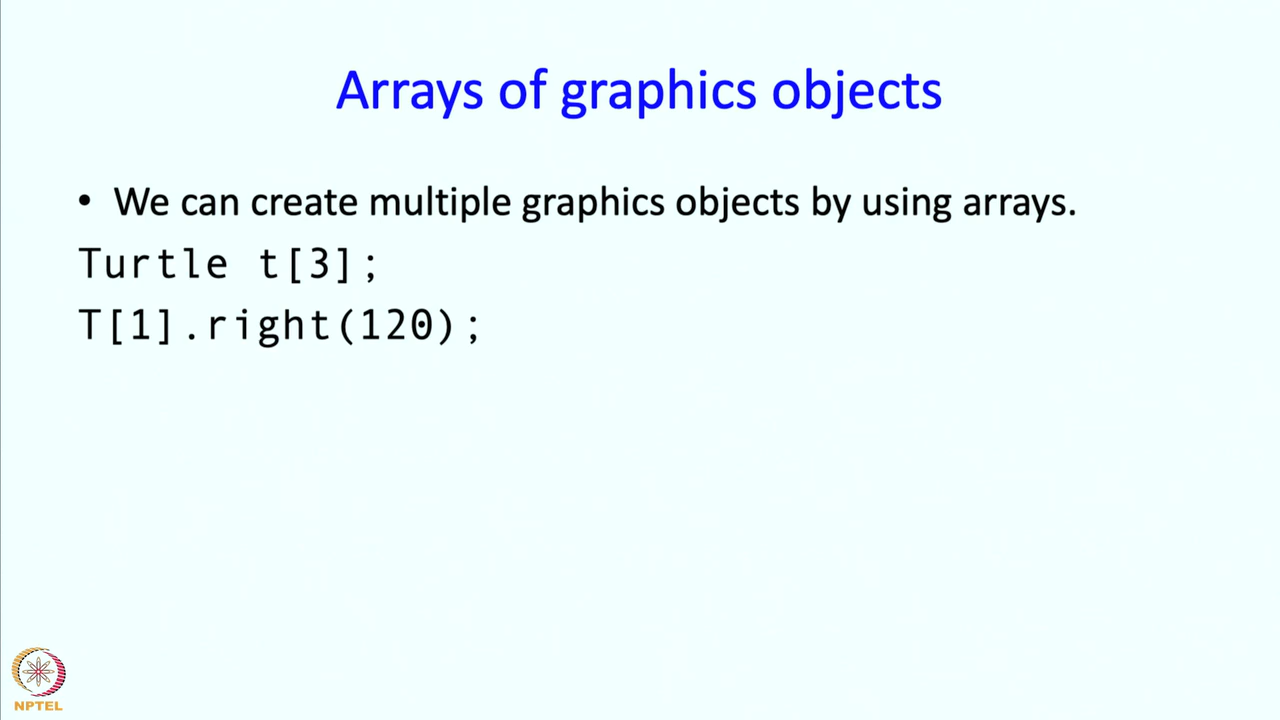 Arrays of graphics objects
• We can create multiple graphics objects by using arrays.
Turtle t[3];
T[1].right(120);
NPTEL